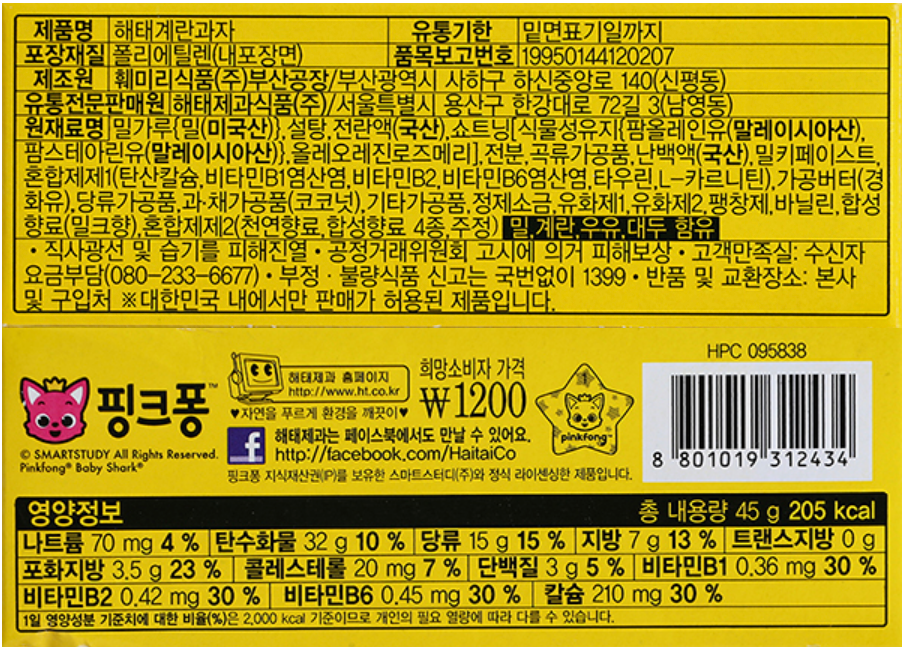 제품명 해태계란과자 유통기한 밑면표기일까지
포장재질 폴리에틸렌(내포장면) 품목보고번호 19950144120207
제조원 훼미리식품(주)부산공장/부산광역시 사하구 하신중앙로 140(신평동)
유통전문판매원 해태제과식품(주)/서울특별시 용산구 한강대로 72길 3(남영동)
원재료명 밀가루{밀(미국산)},설탕,전란액(국산),쇼트닝[식물성유지{팜올레인유(말레이시아산),
팜스테아린유(말레이시아산)},올레오레진로즈메리],전분,곡류가공품,난백액(국산),밀키페이스트,
혼합제제1(탄산칼슘,비타민B1염산염,비타민B2,비타민B6염산염,타우린,L-카르니틴),가공버터(경
화유),당류가공품,과·채가공품(코코넛),기타가공품,정제소금,유화제1,유화제2,팽창제,바닐린,합성
향료(밀크향),혼합제제2(천연향료,합성향료 4종,주정) 밀,계란,우유,대두 함유
• 직사광선 및 습기를 피해진열 • 공정거래위원회 고시에 의거 피해보상 • 고객만족실: 수신자
요금부담(080-233-6677) • 부정 · 불량식품 신고는 국번없이 1399 • 반품 및 교환장소: 본사
및 구입처 ※대한민국 내에서만 판매가 허용된 제품입니다.
HPC 095838
핑크퐁™
해태제과 홈페이지
http://www.ht.co.kr
♥자연을 푸르게 환경을 깨끗이♥
희망소비자 가격
₩1200
1
pinkfong™
해태제과는 페이스북에서도 만날 수 있어요.
http://facebook.com/HaitaiCo
© SMARTSTUDY All Rights Reserved.
Pinkfong® Baby Shark®
핑크퐁 지식재산권(IP)를 보유한 스마트스터디(주)와 정식 라이센싱한 제품입니다.
8 801019 312434
영양정보 총 내용량 45 g 205 kcal
나트륨 70 mg 4 % 탄수화물 32 g 10 % 당류 15 g 15 % 지방 7 g 13 % 트랜스지방 0 g
포화지방 3.5 g 23 % 콜레스테롤 20 mg 7 % 단백질 3 g 5 % 비타민B1 0.36 mg 30 %
비타민B2 0.42 mg 30 % 비타민B6 0.45 mg 30 % 칼슘 210 mg 30 %
1일 영양성분 기준치에 대한 비율(%)은 2,000 kcal 기준이므로 개인의 필요 열량에 따라 다를 수 있습니다.